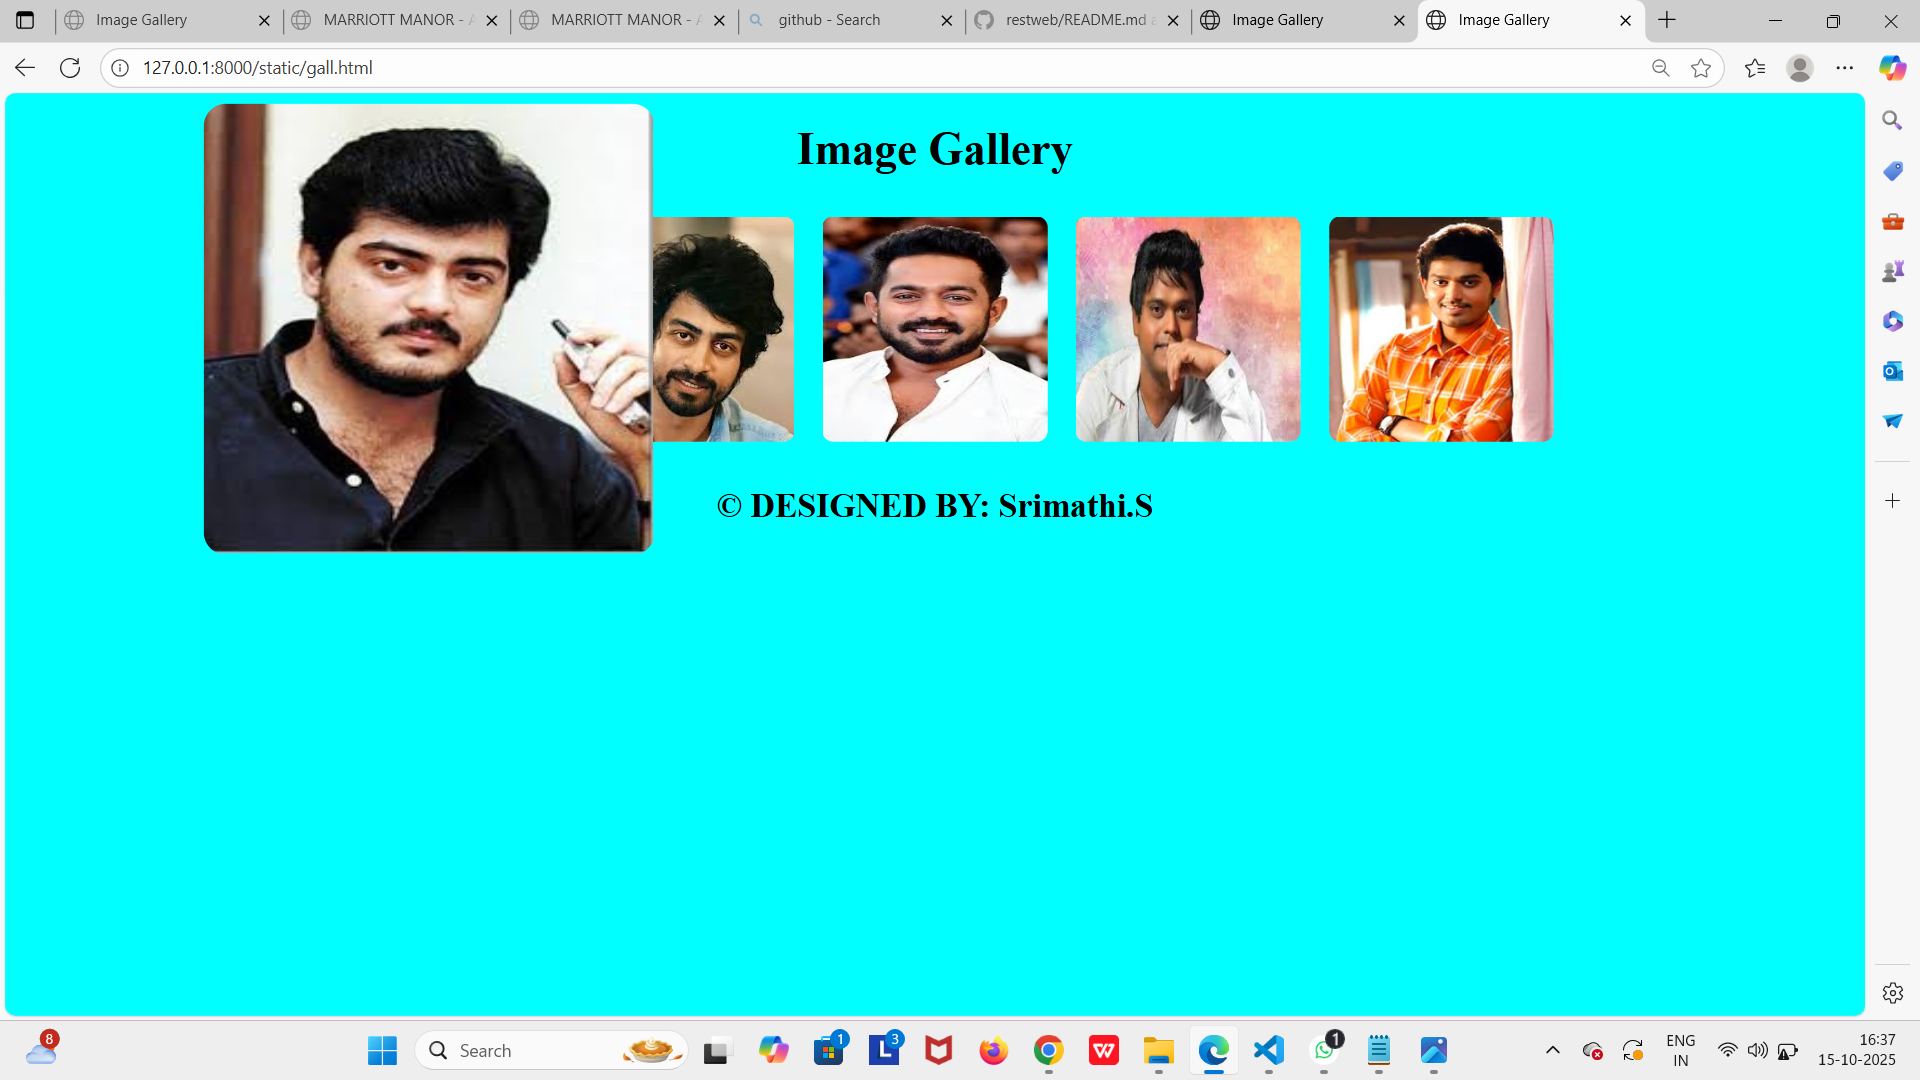 Image Gallery
MARRIOTT MANOR - A
MARRIOTT MANOR - A
github - Search
restweb/README.md a
Image Gallery
Image Gallery
127.0.0.1:8000/static/gall.html
Image Gallery
© DESIGNED BY: Srimathi.S
8
Search
1
L
3
W
1
ENG
IN
16:37
15-10-2025